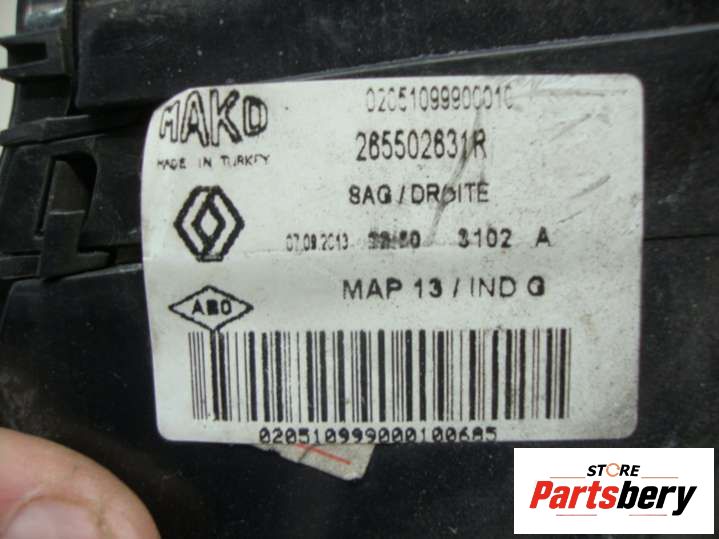 MAKO
02051099900010
265502631R
MADE IN TURKEY
SAG / DROITE
07.09.2013 3102 A
MAP 13 / IND G
ABO
020510999000100685
STORE
Partsbery